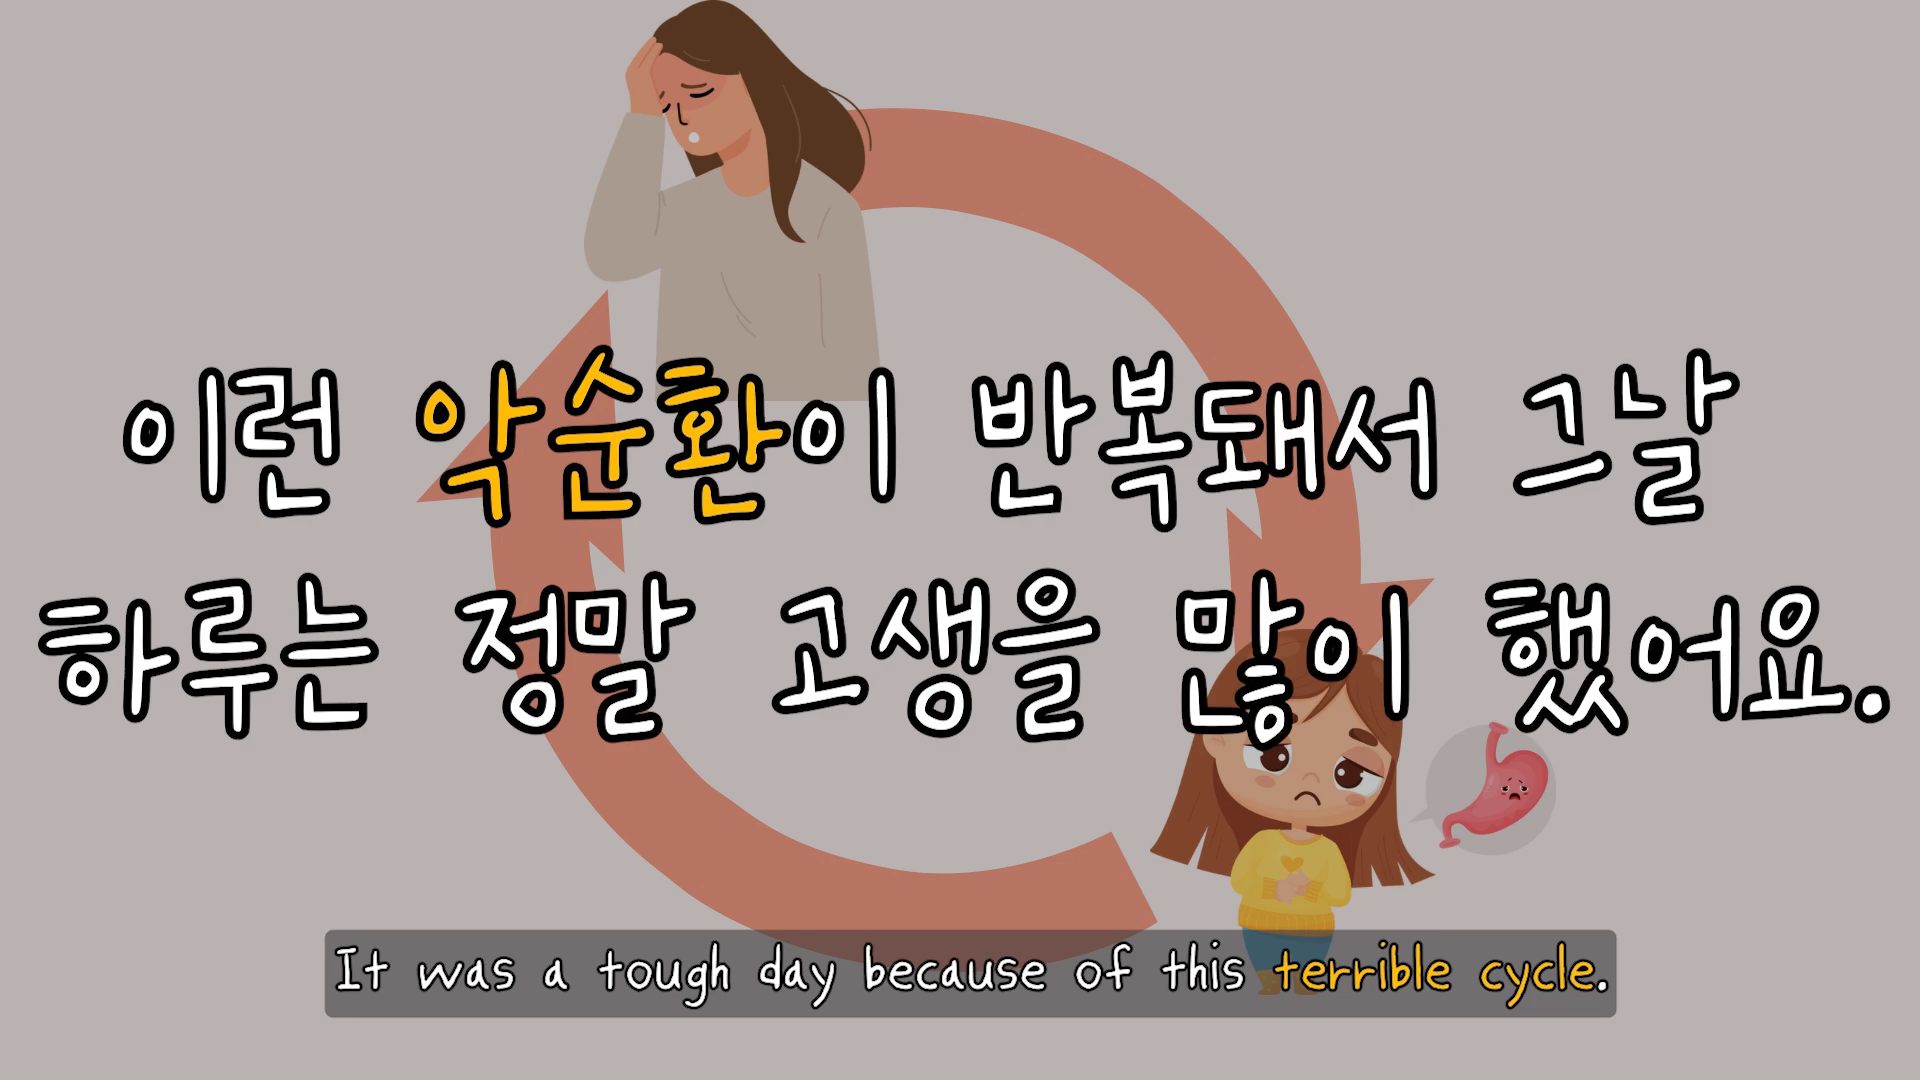 이런 악순환이 반복돼서 그날
하루는 정말 고생을 많이 했어요.
It was a tough day because of this terrible cycle.